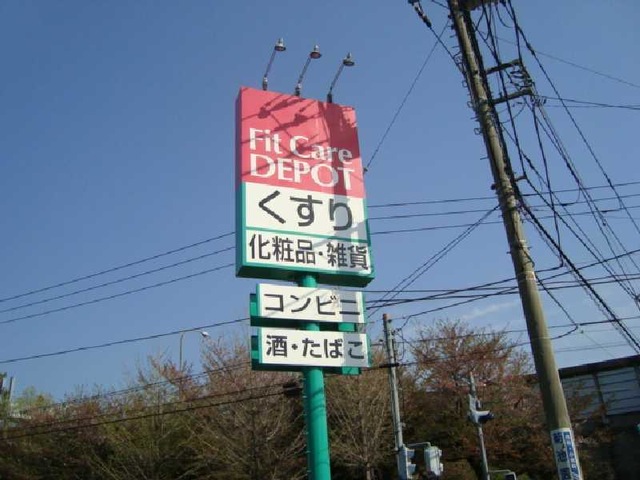 Fit Care
DEPOT
くすり
化粧品・雑貨
コンビニ
酒・たばこ